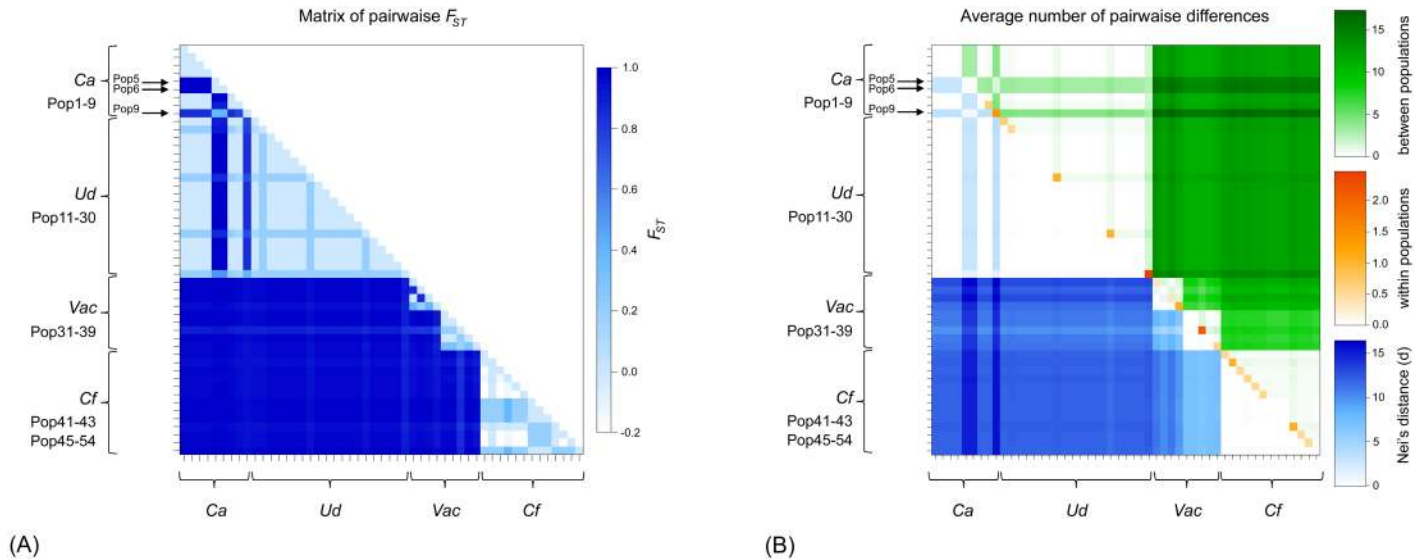 Matrix of pairwaise FST
Ca
Pop1-9
Pop5
Pop6
Pop9
Ud
Pop11-30
Vac
Pop31-39
Cf
Pop41-43
Pop45-54
1.0
0.8
0.6
0.4
0.2
0.0
-0.2
FST
Ca Ud Vac Cf
(A)
Average number of pairwaise differences
Ca
Pop1-9
Pop5
Pop6
Pop9
Ud
Pop11-30
Vac
Pop31-39
Cf
Pop41-43
Pop45-54
15
10
5
0
between populations
2.0
1.5
1.0
0.5
0.0
within populations
15
10
5
0
Nei's distance (d)
Ca Ud Vac Cf
(B)